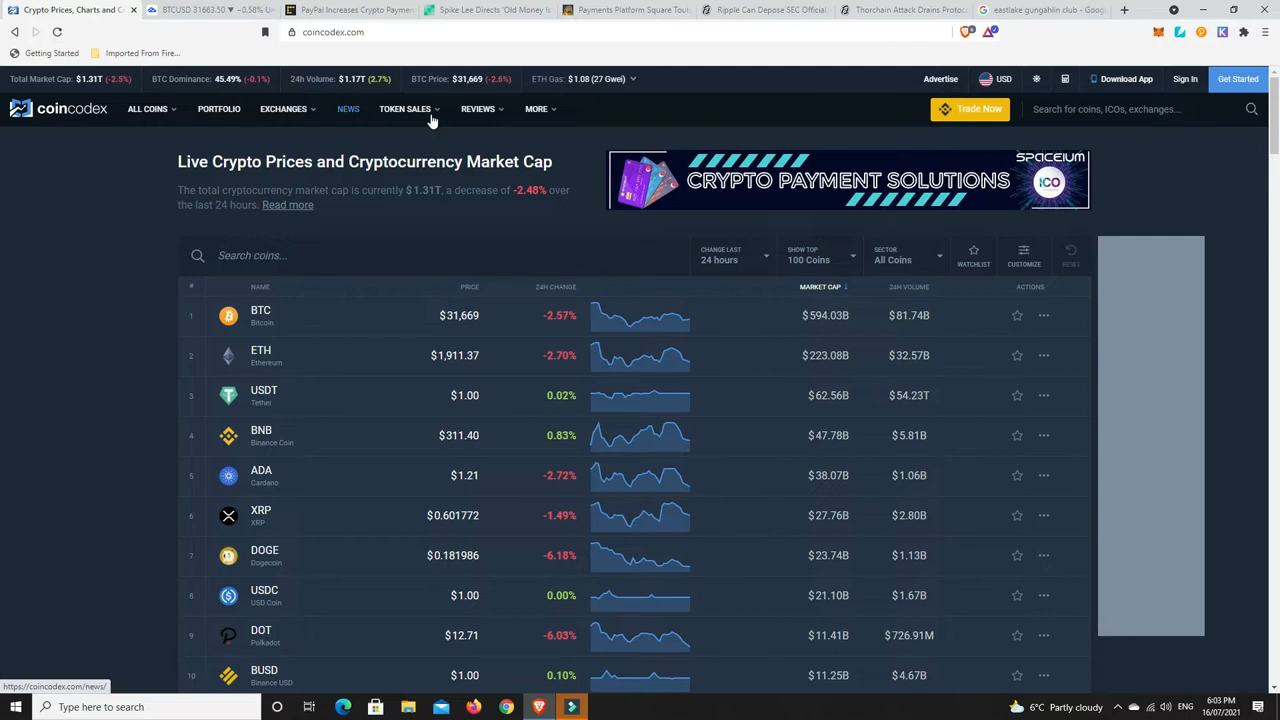 Crypto Prices, Charts and C
BTCUSD 31663.50 ▼ −0.58% U
PayPal Increases Crypto Paymen
Spike Lee Directs 'Old Money Is
Payments Platform Square Touts
Ripple Can Depose SEC Official
Thorchain Attack Drains Protoc
eastlake gungahlin club - Goog
coincodex.com
Getting Started
Imported From Fire...
Total Market Cap: $1.31T (-2.5%)
BTC Dominance: 45.49% (-0.1%)
24h Volume: $1.17T (2.7%)
BTC Price: $31,669 (-2.6%)
ETH Gas: $1.08 (27 Gwei)
Advertise
USD
Download App
Sign In
Get Started
coincodex
ALL COINS
PORTFOLIO
EXCHANGES
NEWS
TOKEN SALES
REVIEWS
MORE
Trade Now
Search for coins, ICOs, exchanges...
Live Crypto Prices and Cryptocurrency Market Cap
The total cryptocurrency market cap is currently $1.31T, a decrease of -2.48% over
the last 24 hours. Read more
CRYPTO PAYMENT SOLUTIONS
SPACEIUM
ICO
Search coins...
CHANGE LAST
24 hours
SHOW TOP
100 Coins
SECTOR
All Coins
WATCHLIST
CUSTOMIZE
RESET
# NAME PRICE 24H CHANGE MARKET CAP ↓ 24H VOLUME ACTIONS
1 BTC $31,669 -2.57% $594.03B $81.74B
Bitcoin
2 ETH $1,911.37 -2.70% $223.08B $32.57B
Ethereum
3 USDT $1.00 0.02% $62.56B $54.23T
Tether
4 BNB $311.40 0.83% $47.78B $5.81B
Binance Coin
5 ADA $1.21 -2.72% $38.07B $1.06B
Cardano
6 XRP $0.601772 -1.49% $27.76B $2.80B
XRP
7 DOGE $0.181986 -6.18% $23.74B $1.13B
Dogecoin
8 USDC $1.00 0.00% $21.10B $1.67B
USD Coin
9 DOT $12.71 -6.03% $11.41B $726.91M
Polkadot
10 BUSD $1.00 0.10% $11.25B $4.67B
Binance USD
https://coincodex.com/news/
Type here to search
6°C Partly cloudy
ENG
6:03 PM
16/07/2021